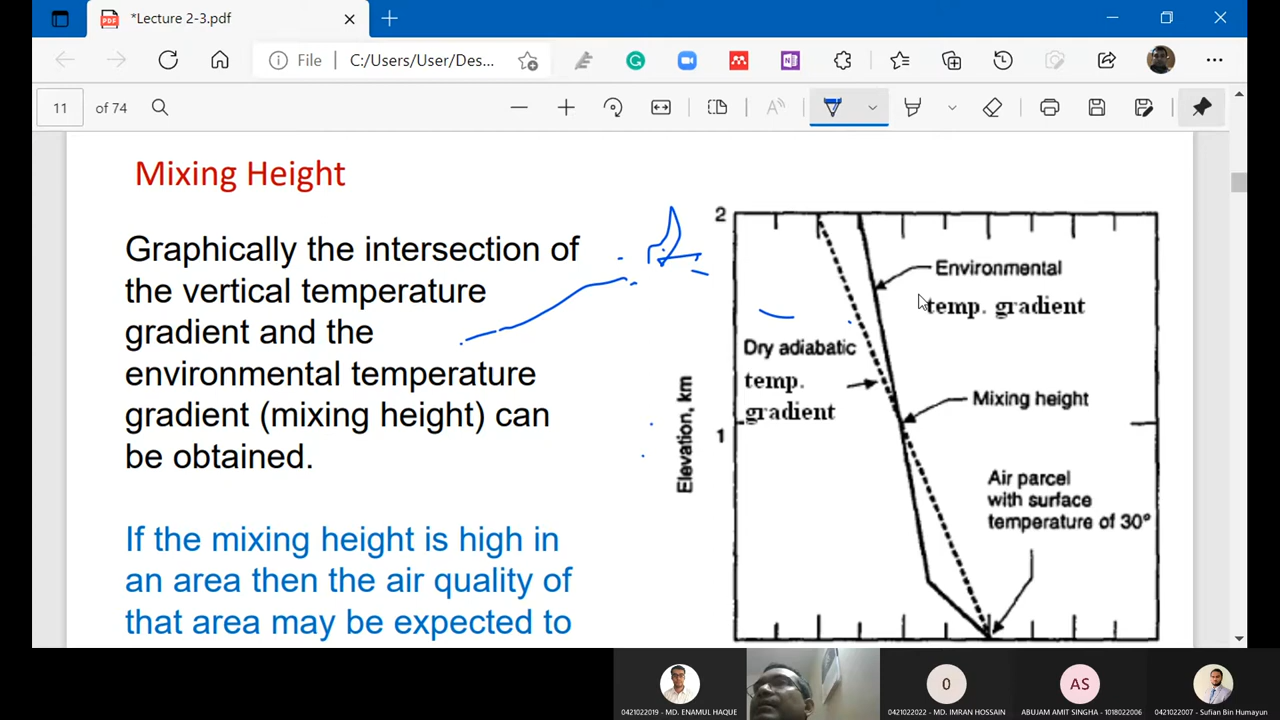 *Lecture 2-3.pdf
File
C:/Users/User/Des...
11
of 74
Mixing Height
Graphically the intersection of
the vertical temperature
gradient and the
environmental temperature
gradient (mixing height) can
be obtained.
If the mixing height is high in
an area then the air quality of
that area may be expected to
2
Environmental
temp. gradient
Dry adiabatic
temp.
gradient
Mixing height
Elevation, km
1
Air parcel
with surface
temperature of 30°
0
AS
0421022019 - MD. ENAMUL HAQUE
0421022022 - MD. IMRAN HOSSAIN
ABUJAM AMIT SINGHA - 1018022006
0421022007 - Sufian Bin Humayun